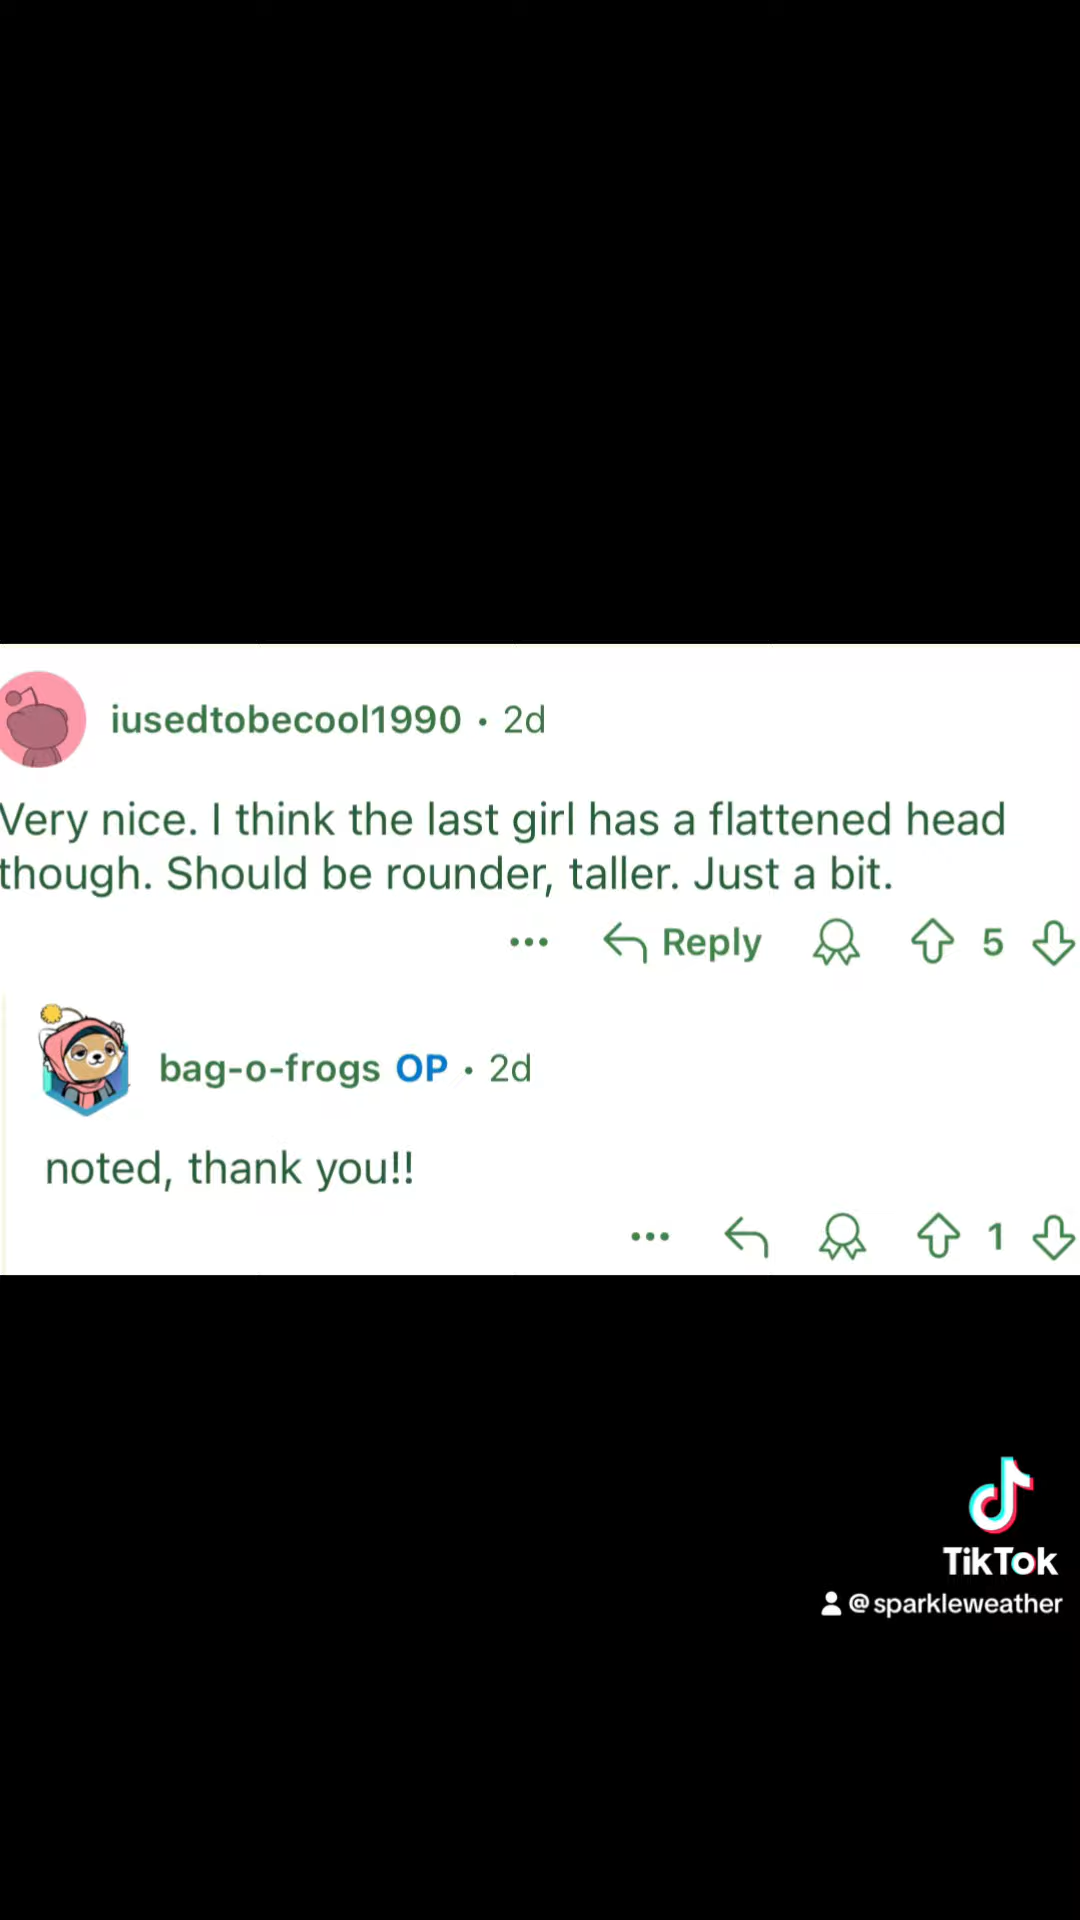 iusedtobecool1990 • 2d
Very nice. I think the last girl has a flattened head
though. Should be rounder, taller. Just a bit.
Reply 5
bag-o-frogs OP • 2d
noted, thank you!!
1
TikTok
@sparkleweather